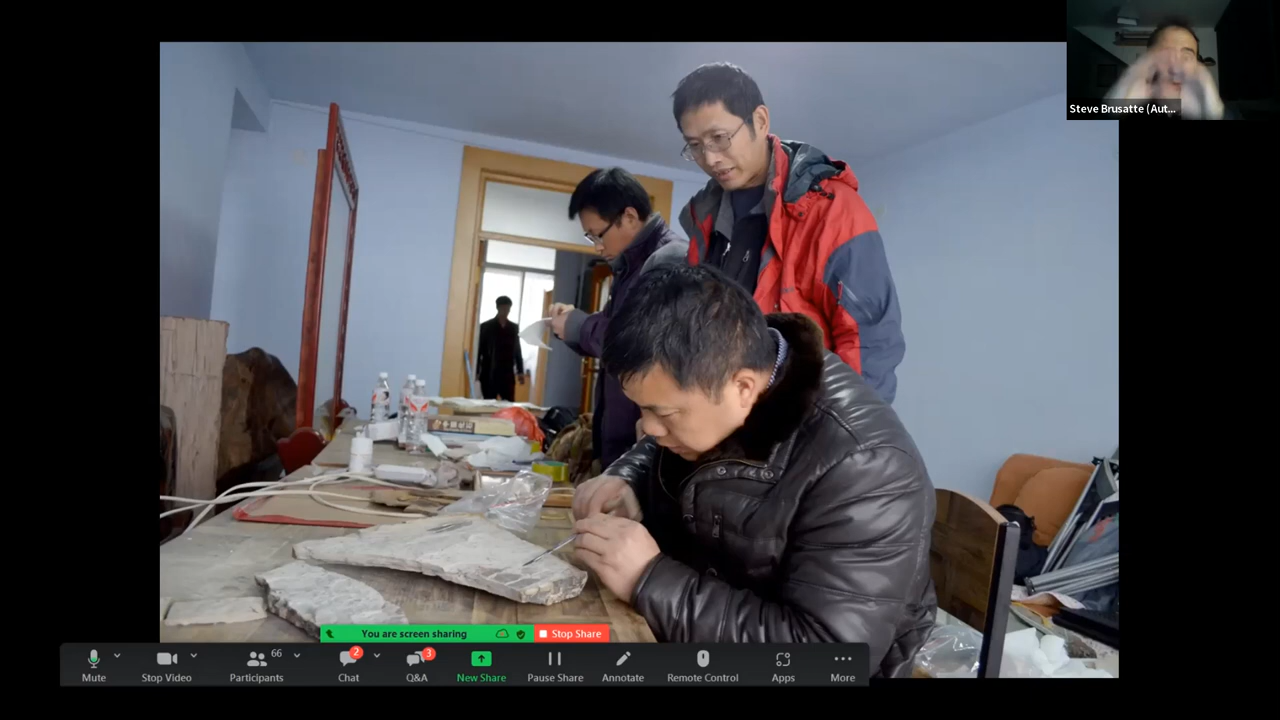 Steve Brusatte (Aut...
You are screen sharing
Stop Share
66
2
3
Mute
Stop Video
Participants
Chat
Q&A
New Share
Pause Share
Annotate
Remote Control
Apps
More